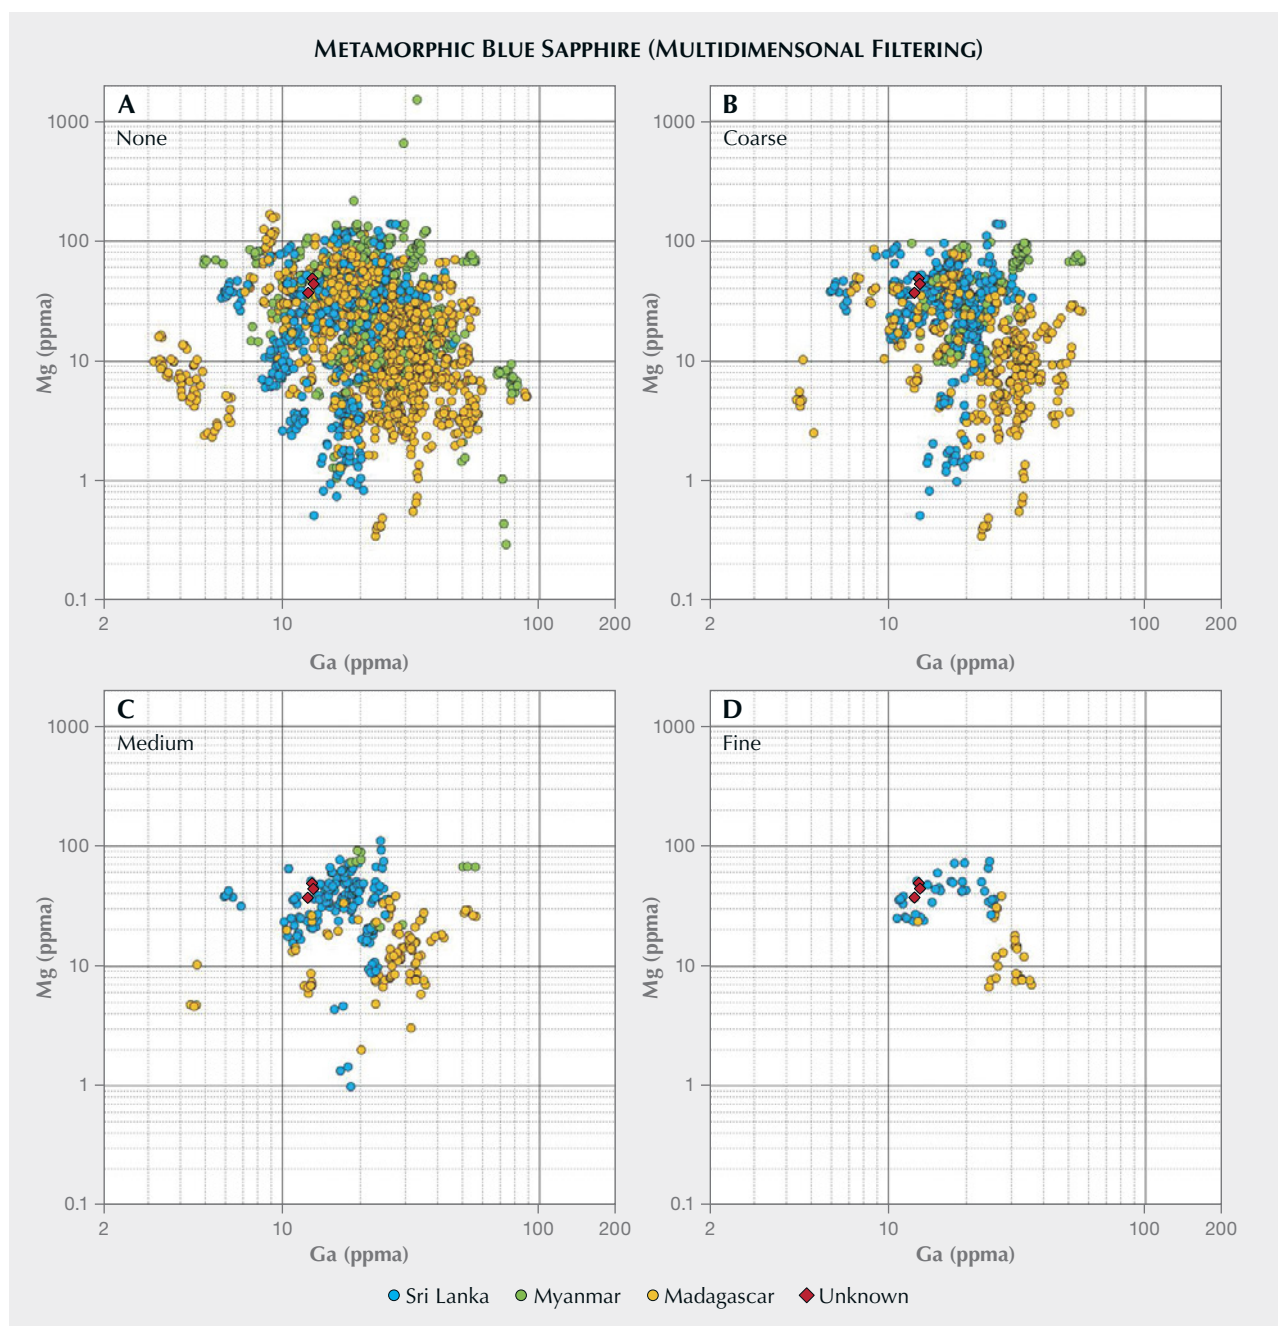 METAMORPHIC BLUE SAPPHIRE (MULTIDIMENSONAL FILTERING)
A
None
1000
100
10
1
0.1
Mg (ppma)
2 10 100 200
Ga (ppma)
B
Coarse
1000
100
10
1
0.1
Mg (ppma)
2 10 100 200
Ga (ppma)
C
Medium
1000
100
10
1
0.1
Mg (ppma)
2 10 100 200
Ga (ppma)
D
Fine
1000
100
10
1
0.1
Mg (ppma)
2 10 100 200
Ga (ppma)
Sri Lanka Myanmar Madagascar Unknown